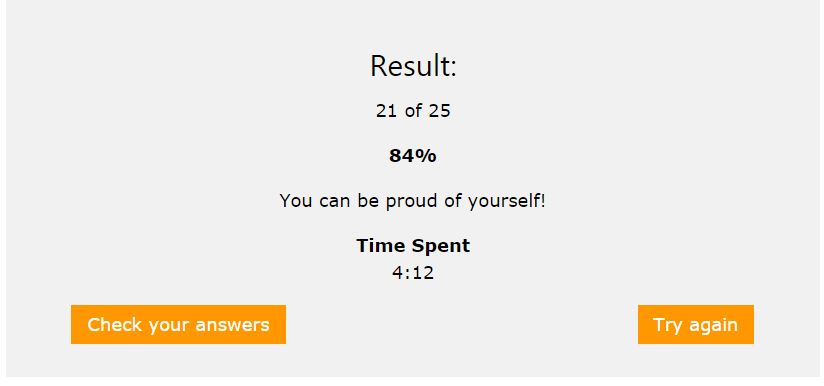 Result:
21 of 25
84%
You can be proud of yourself!
Time Spent
4:12
Check your answers
Try again